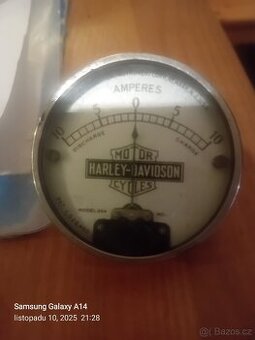 AMPERES
10 5 0 5 10
DISCHARGE CHARGE
MOTOR
HARLEY-DAVIDSON
CYCLES
Samsung Galaxy A14
listopadu 10, 2025 21:28
Bazoš.cz